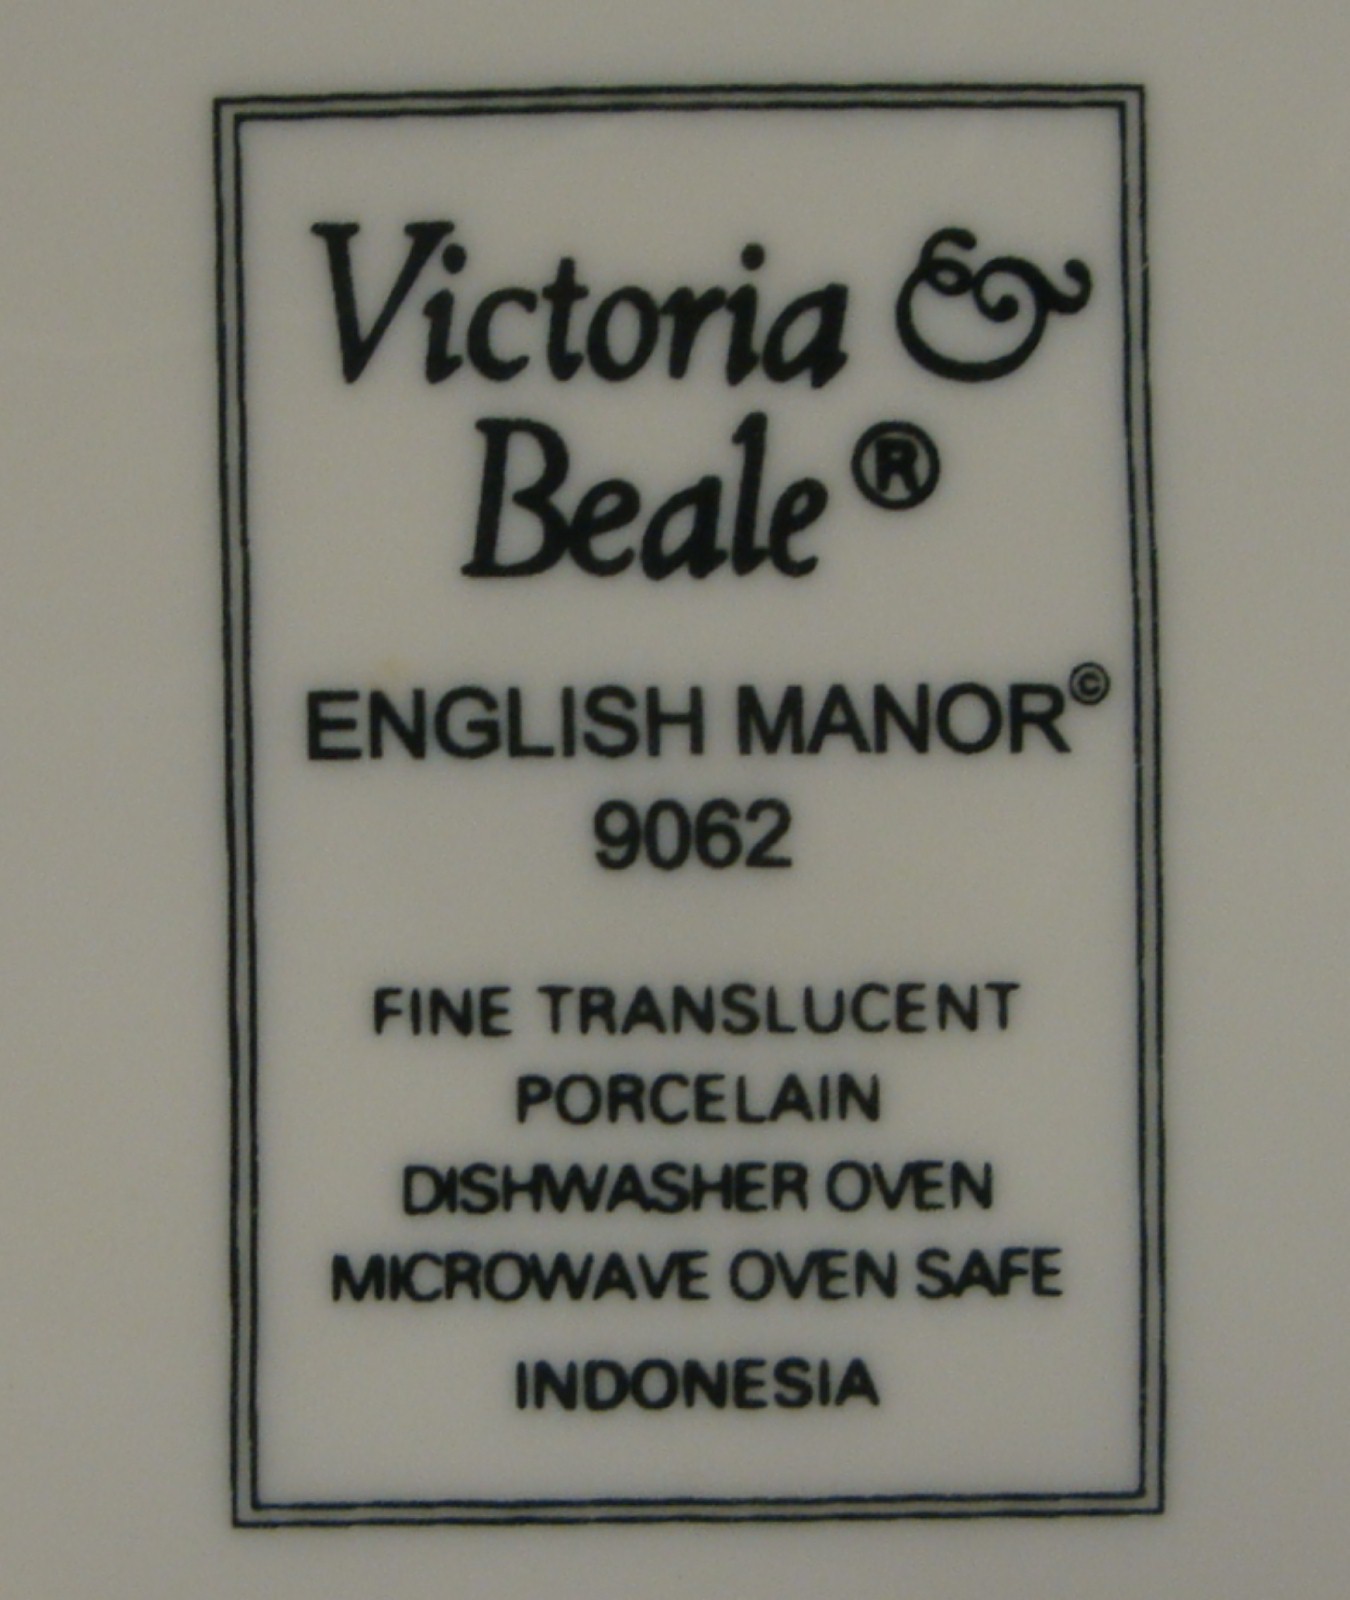 Victoria &
Beale®
ENGLISH MANOR©
9062
FINE TRANSLUCENT
PORCELAIN
DISHWASHER OVEN
MICROWAVE OVEN SAFE
INDONESIA